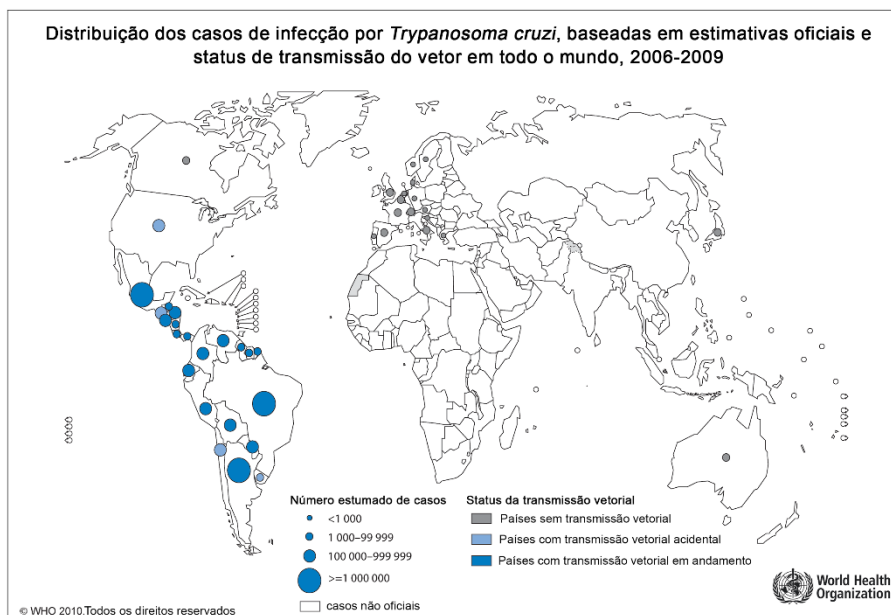 Distribuição dos casos de infecção por Trypanosoma cruzi, baseadas em estimativas oficiais e
status de transmissão do vetor em todo o mundo, 2006-2009
Número estumado de casos
<1 000
1 000–99 999
100 000–999 999
>=1 000 000
casos não oficiais
Status da transmissão vetorial
Países sem transmissão vetorial
Países com transmissão vetorial acidental
Países com transmissão vetorial em andamento
© WHO 2010.Todos os direitos reservados
World Health
Organization